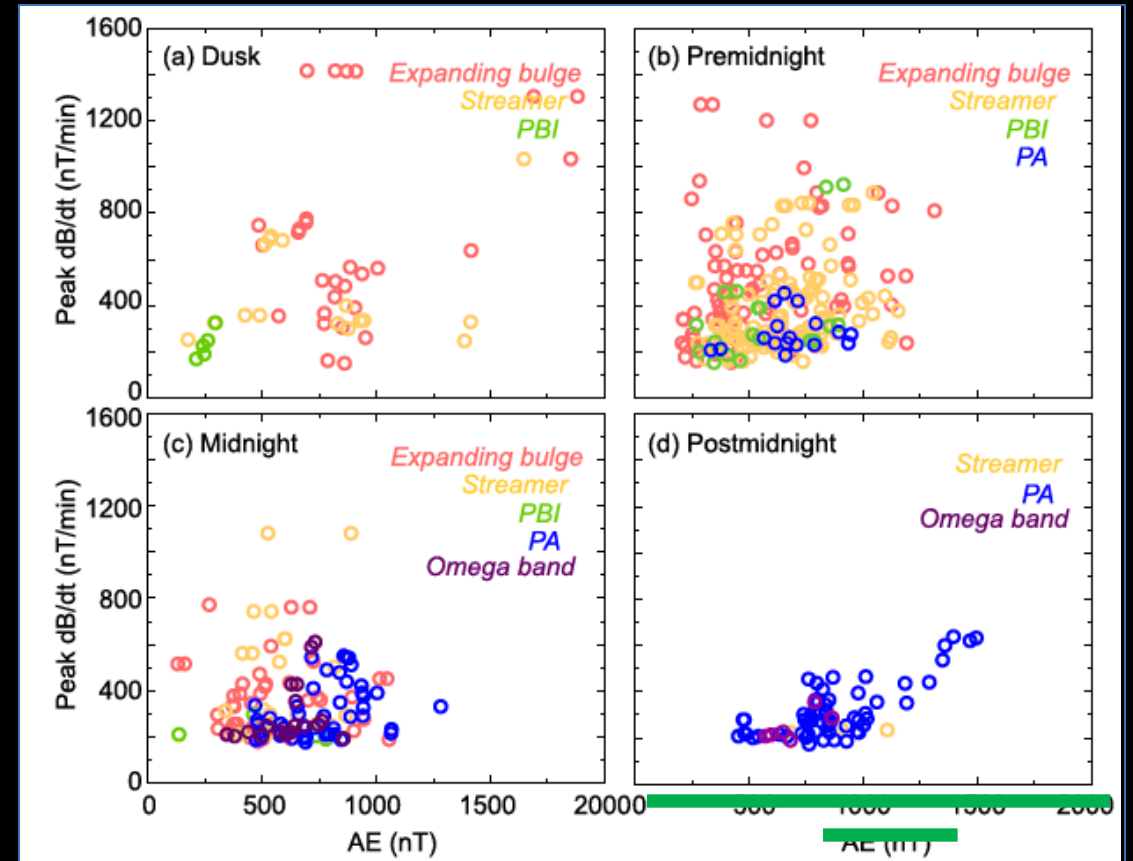 (a) Dusk
Expanding bulge
Streamer
PBI
(b) Premidnight
Expanding bulge
Streamer
PBI
PA
1600
1200
800
400
0
Peak dB/dt (nT/min)
(c) Midnight
Expanding bulge
Streamer
PBI
PA
Omega band
(d) Postmidnight
Streamer
PA
Omega band
1600
1200
800
400
0
Peak dB/dt (nT/min)
0 500 1000 1500 20000
AE (nT)